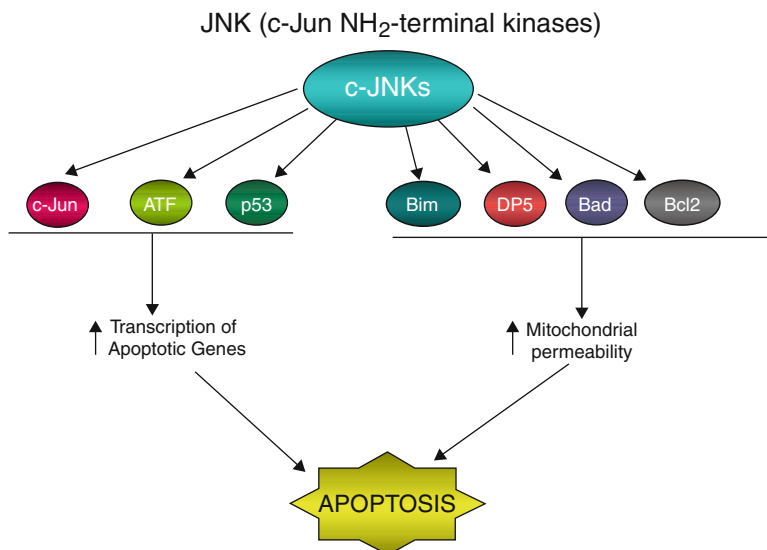 JNK (c-Jun NH₂-terminal kinases)
c-JNKs
c-Jun ATF p53 Bim DP5 Bad Bcl2
Transcription of
Apoptotic Genes
Mitochondrial
permeability
APOPTOSIS